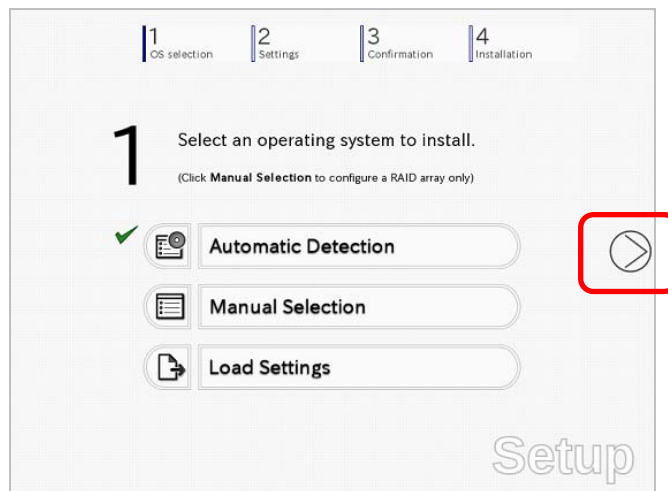 1
OS selection
2
Settings
3
Confirmation
4
Installation
1
Select an operating system to install.
(Click Manual Selection to configure a RAID array only)
Automatic Detection
Manual Selection
Load Settings
Setup